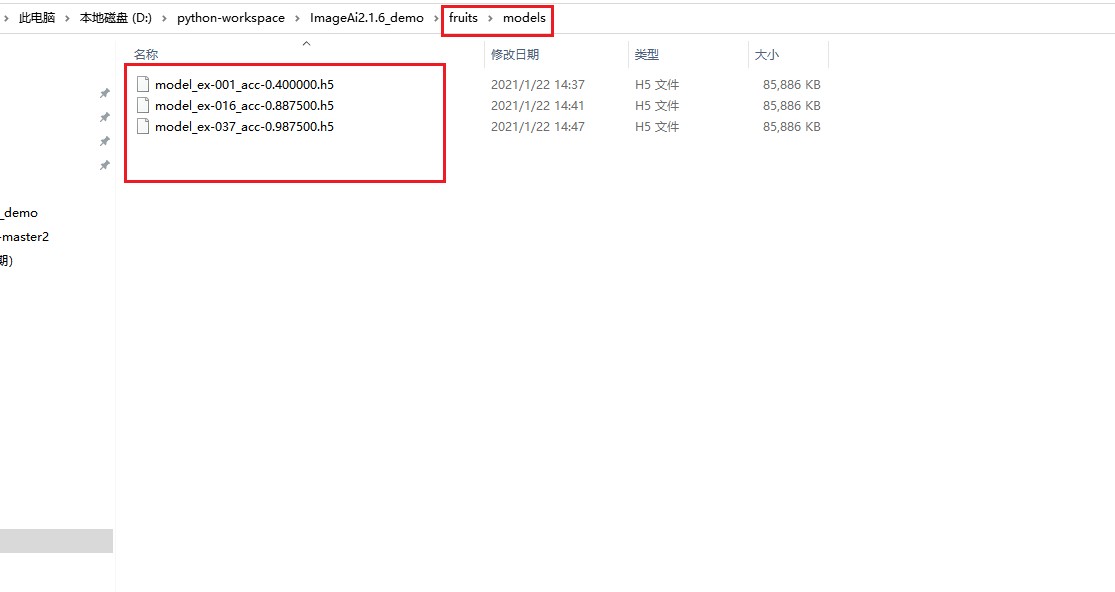 此电脑 › 本地磁盘 (D:) › python-workspace › ImageAi2.1.6_demo › fruits › models
名称 修改日期 类型 大小
model_ex-001_acc-0.400000.h5 2021/1/22 14:37 H5 文件 85,886 KB
model_ex-016_acc-0.887500.h5 2021/1/22 14:41 H5 文件 85,886 KB
model_ex-037_acc-0.987500.h5 2021/1/22 14:47 H5 文件 85,886 KB
_demo
-master2
期)